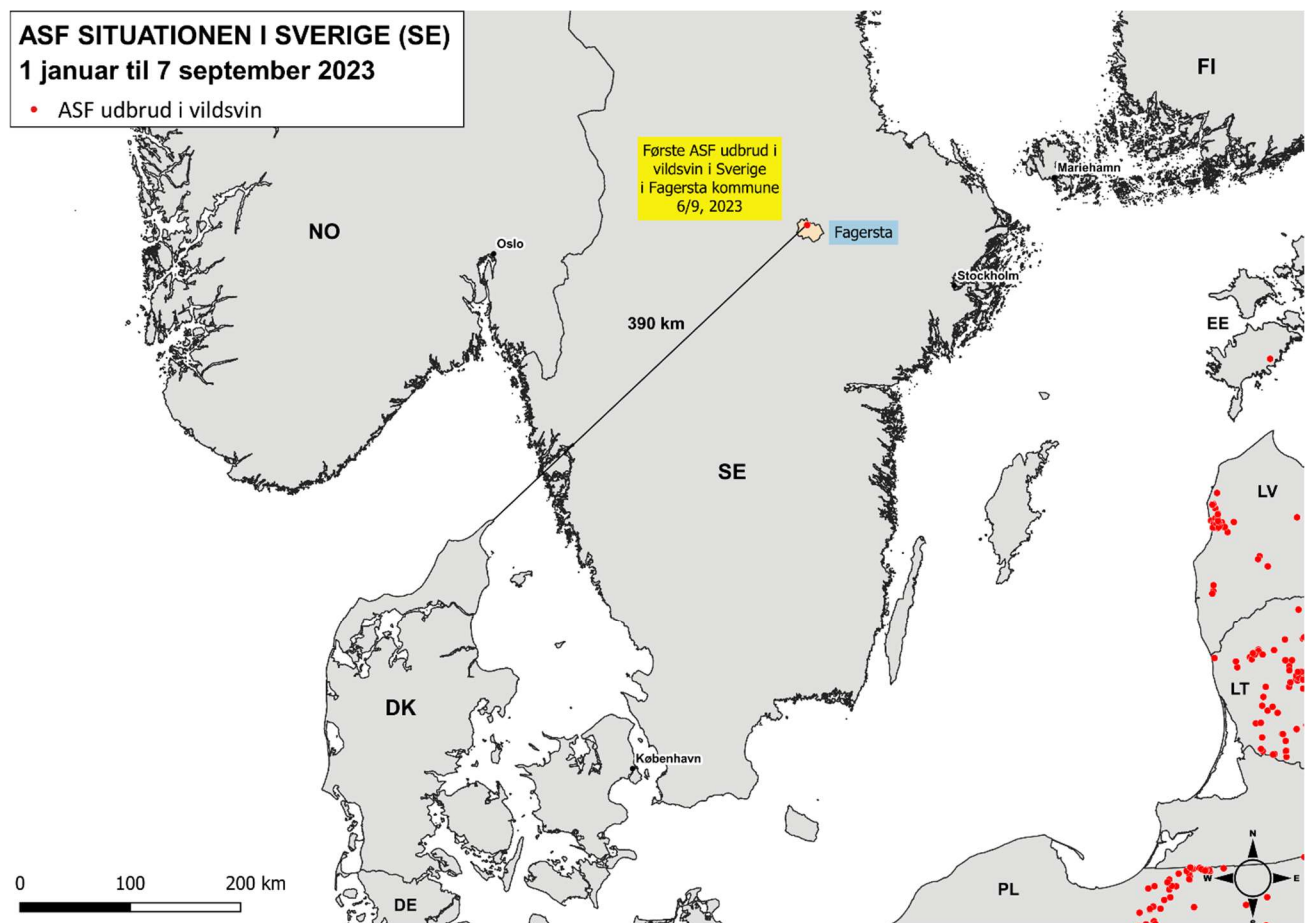 ASF SITUATIONEN I SVERIGE (SE)
1 januar til 7 september 2023
ASF udbrud i vildsvin
FI
Første ASF udbrud i
vildsvin i Sverige
i Fagersta kommune
6/9, 2023
Mariehamn
NO
Fagersta
Oslo
Stockholm
390 km
EE
SE
LV
LT
DK
København
N
W
E
0 100 200 km
DE
PL